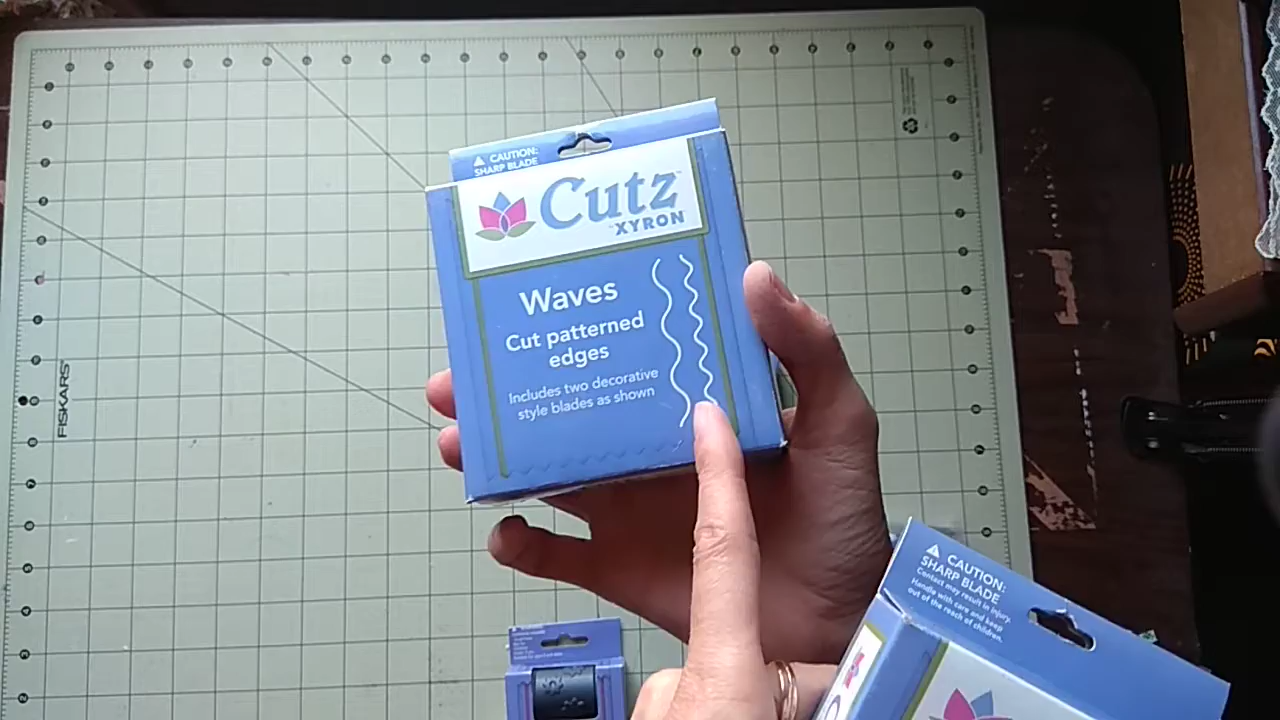 CAUTION:
SHARP BLADE
Cutz
XYRON
Waves
Cut patterned
edges
Includes two decorative
style blades as shown
FISKARS
CAUTION:
SHARP BLADE
Contact may result in injury.
Handle with care and keep
out of the reach of children.